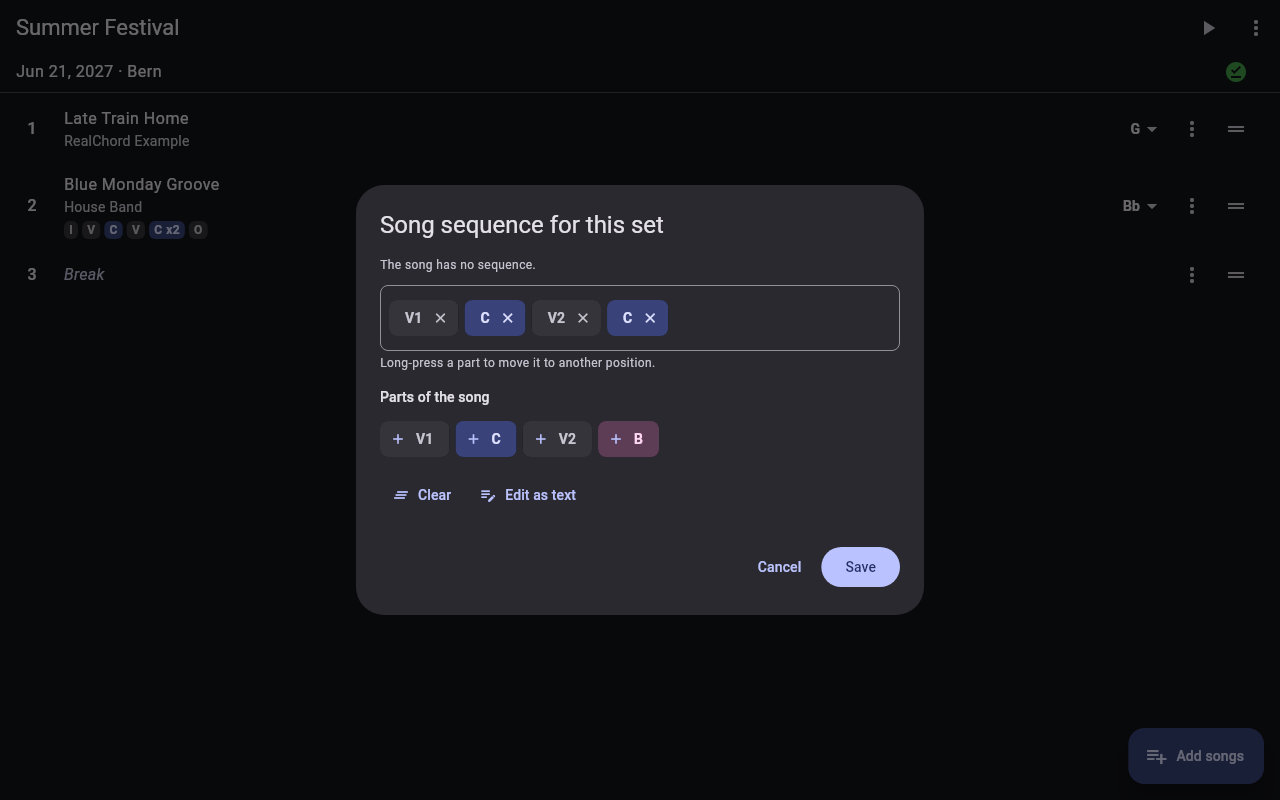 Summer Festival
Jun 21, 2027 · Bern
1
Late Train Home
RealChord Example
G
2
Blue Monday Groove
House Band
I V C V C x2 O
Bb
3
Break
Song sequence for this set
The song has no sequence.
V1 C V2 C
Long-press a part to move it to another position.
Parts of the song
V1 C V2 B
Clear Edit as text
Cancel Save
Add songs